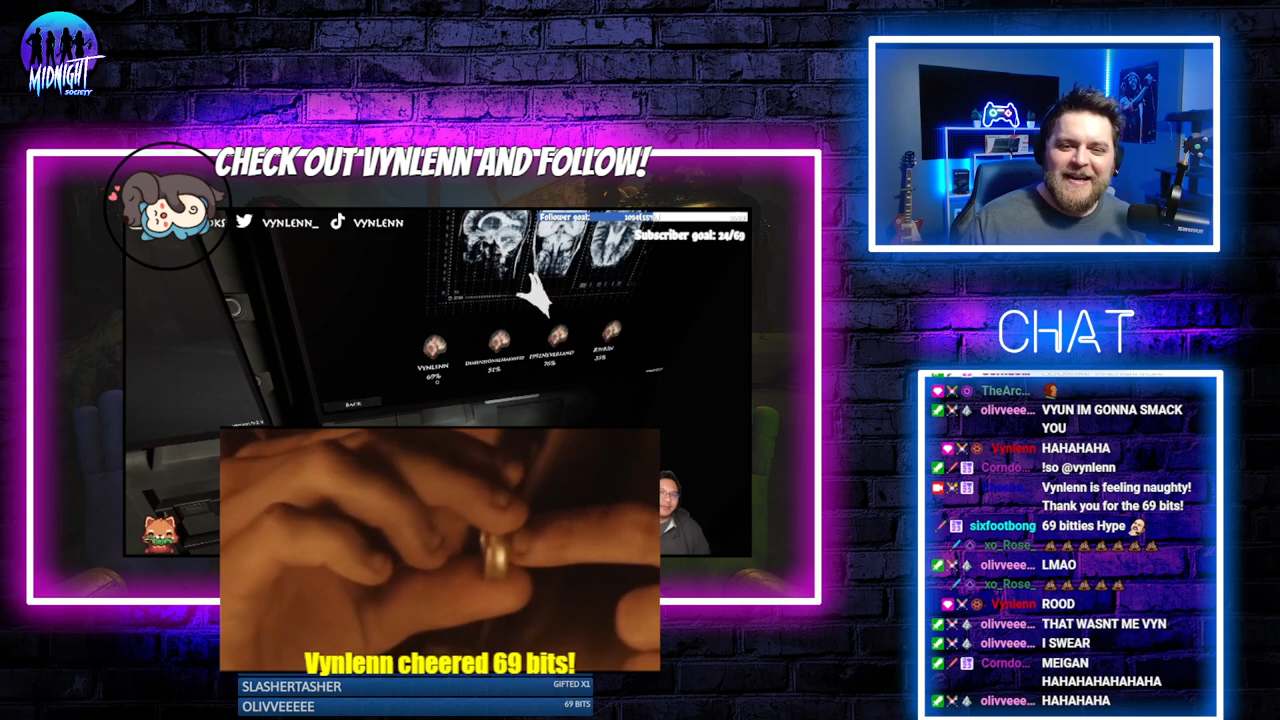 MIDNIGHT
SOCIETY
CHECK OUT VYNLENN AND FOLLOW!
VYNLENN_
VYNLENN
Follower goal:
Subscriber goal: 24/69
VYNLENN
69%
BACK
Vynlenn cheered 69 bits!
SLASHERTASHER GIFTED X1
OLIVVEEEEE 69 BITS
CHAT
TheArc...
olivveee... VYUN IM GONNA SMACK
YOU
Vynlenn HAHAHAHA
Corndo... !so @vynlenn
Vynlenn is feeling naughty!
Thank you for the 69 bits!
sixfootbong 69 bitties Hype
xo_Rose_
olivveee... LMAO
xo_Rose_
Vynlenn ROOD
olivveee... THAT WASNT ME VYN
olivveee... I SWEAR
Corndo... MEIGAN
HAHAHAHAHAHAHA
olivveee... HAHAHAHA